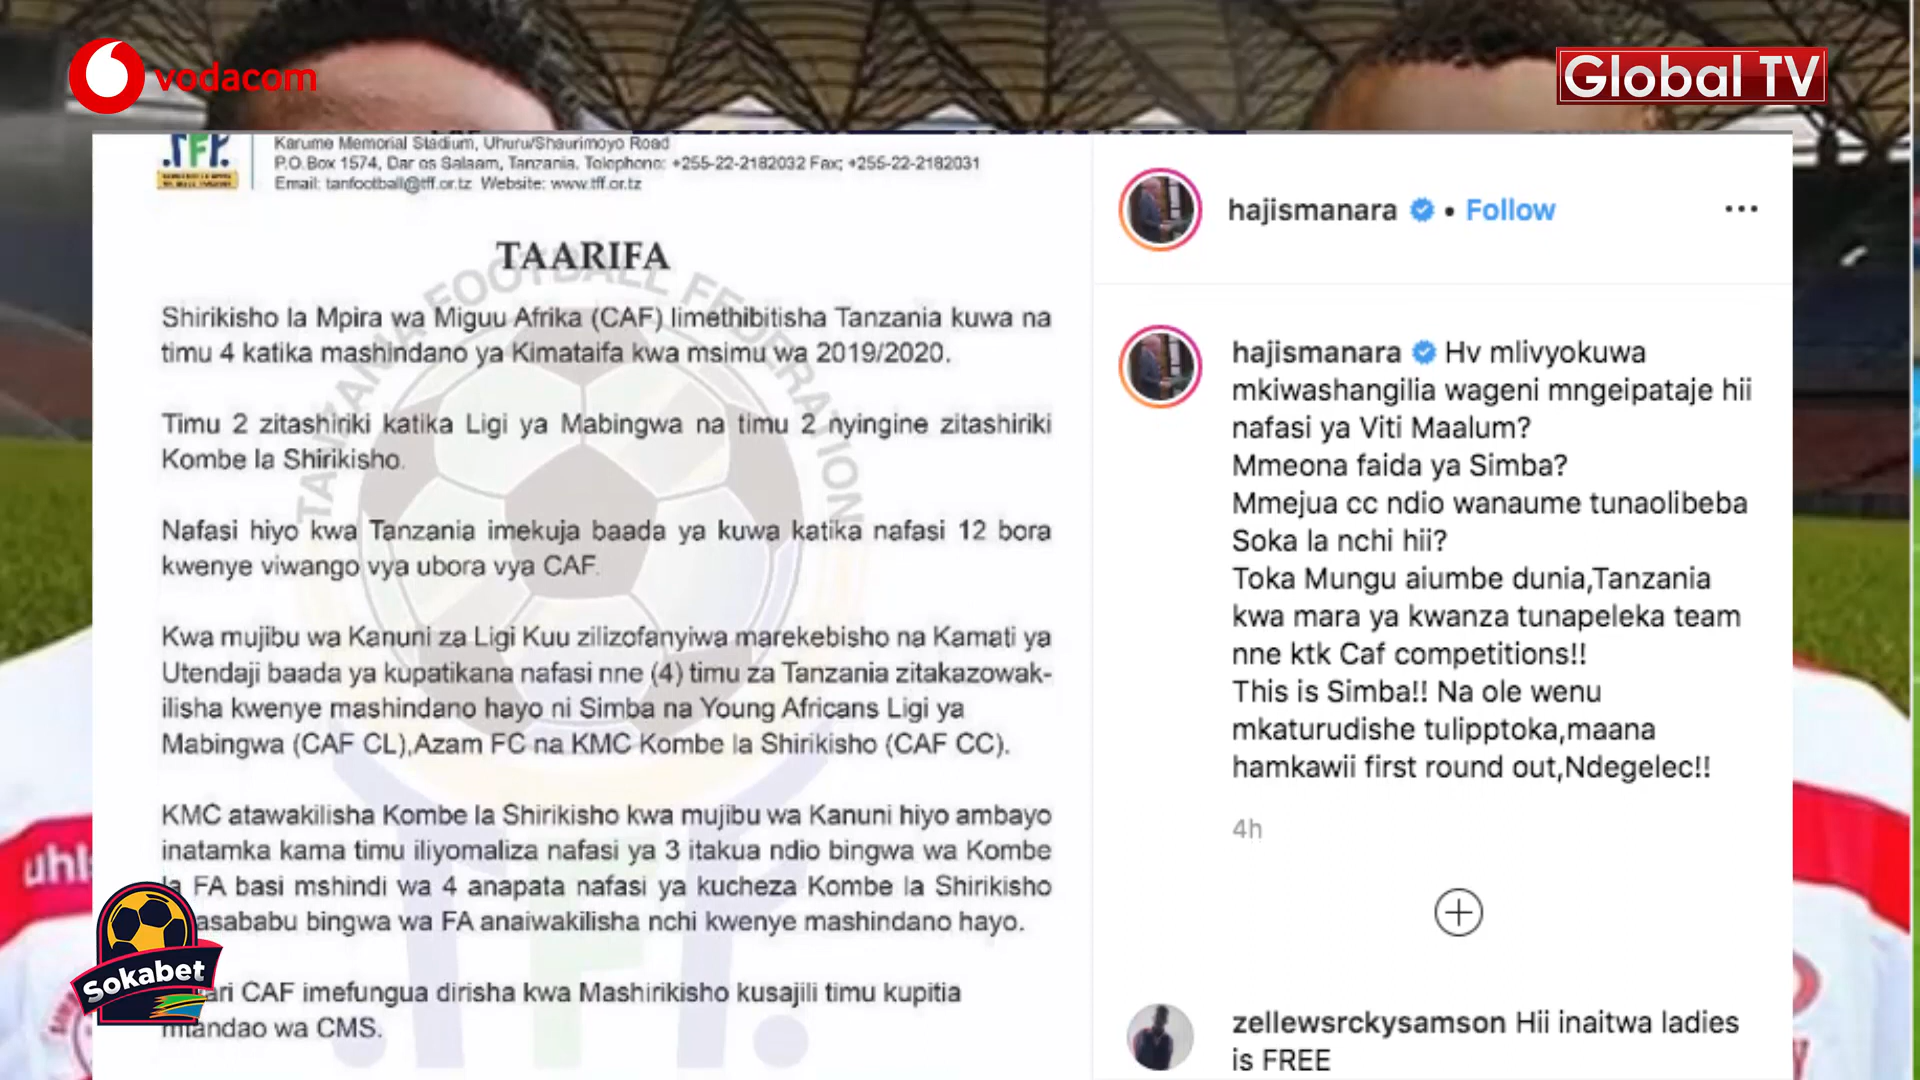 vodacom
Global TV
TFF
Karume Memorial Stadium, Uhuru/Shaurimoyo Road
P.O.Box 1574, Dar es Salaam, Tanzania. Telephone: +255-22-2182032 Fax; +255-22-2182031
Email: tanfootball@tff.or.tz Website: www.tff.or.tz
TAARIFA
TANZANIA FOOTBALL FEDERATION
Shirikisho la Mpira wa Miguu Afrika (CAF) limethibitisha Tanzania kuwa na
timu 4 katika mashindano ya Kimataifa kwa msimu wa 2019/2020.
Timu 2 zitashiriki katika Ligi ya Mabingwa na timu 2 nyingine zitashiriki
Kombe la Shirikisho.
Nafasi hiyo kwa Tanzania imekuja baada ya kuwa katika nafasi 12 bora
kwenye viwango vya ubora vya CAF.
Kwa mujibu wa Kanuni za Ligi Kuu zilizofanyiwa marekebisho na Kamati ya
Utendaji baada ya kupatikana nafasi nne (4) timu za Tanzania zitakazowak-
ilisha kwenye mashindano hayo ni Simba na Young Africans Ligi ya
Mabingwa (CAF CL),Azam FC na KMC Kombe la Shirikisho (CAF CC).
KMC atawakilisha Kombe la Shirikisho kwa mujibu wa Kanuni hiyo ambayo
inatamka kama timu iliyomaliza nafasi ya 3 itakua ndio bingwa wa Kombe
la FA basi mshindi wa 4 anapata nafasi ya kucheza Kombe la Shirikisho
asababu bingwa wa FA anaiwakilisha nchi kwenye mashindano hayo.
ari CAF imefungua dirisha kwa Mashirikisho kusajili timu kupitia
mtandao wa CMS.
hajismanara • Follow
hajismanara Hv mlivyokuwa
mkiwashangilia wageni mngeipataje hii
nafasi ya Viti Maalum?
Mmeona faida ya Simba?
Mmejua cc ndio wanaume tunaolibeba
Soka la nchi hii?
Toka Mungu aiumbe dunia,Tanzania
kwa mara ya kwanza tunapeleka team
nne ktk Caf competitions!!
This is Simba!! Na ole wenu
mkaturudishe tulipptoka,maana
hamkawii first round out,Ndegelec!!
4h
zellewsrckysamson Hii inaitwa ladies
is FREE
uhls
Sokabet